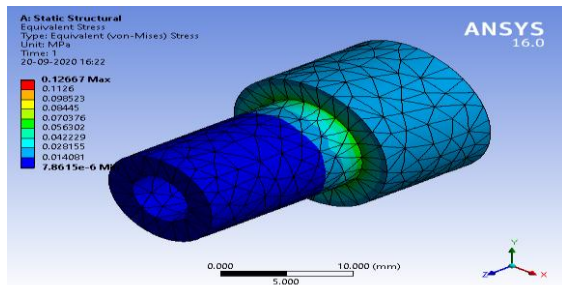 A: Static Structural
Equivalent Stress
Type: Equivalent (von-Mises) Stress
Unit: MPa
Time: 1
20-09-2020 16:22
0.12667 Max
0.1126
0.098523
0.08445
0.070376
0.056302
0.042229
0.028155
0.014081
7.8615e-6 Mi
ANSYS
16.0
0.000
10.000 (mm)
5.000
Y
Z
X